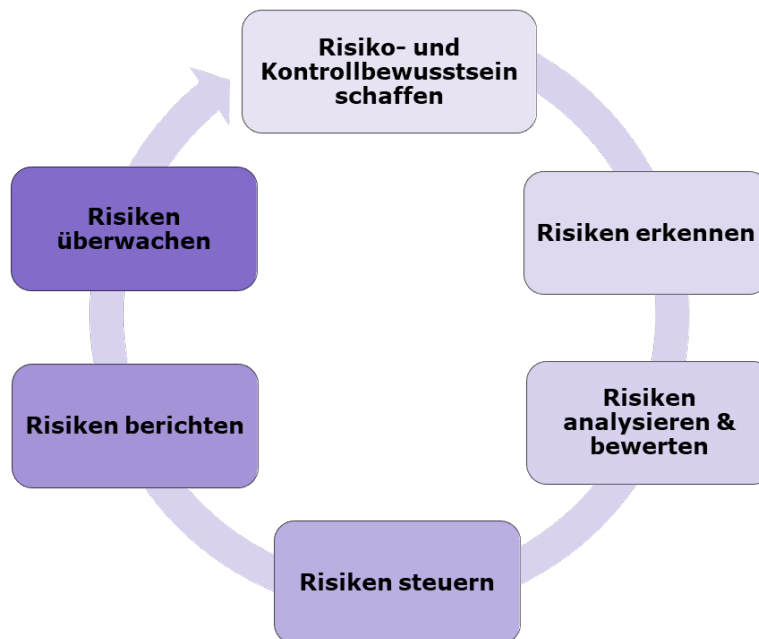 Risiko- und
Kontrollbewusstsein
schaffen
Risiken erkennen
Risiken
analysieren &
bewerten
Risiken steuern
Risiken berichten
Risiken
überwachen